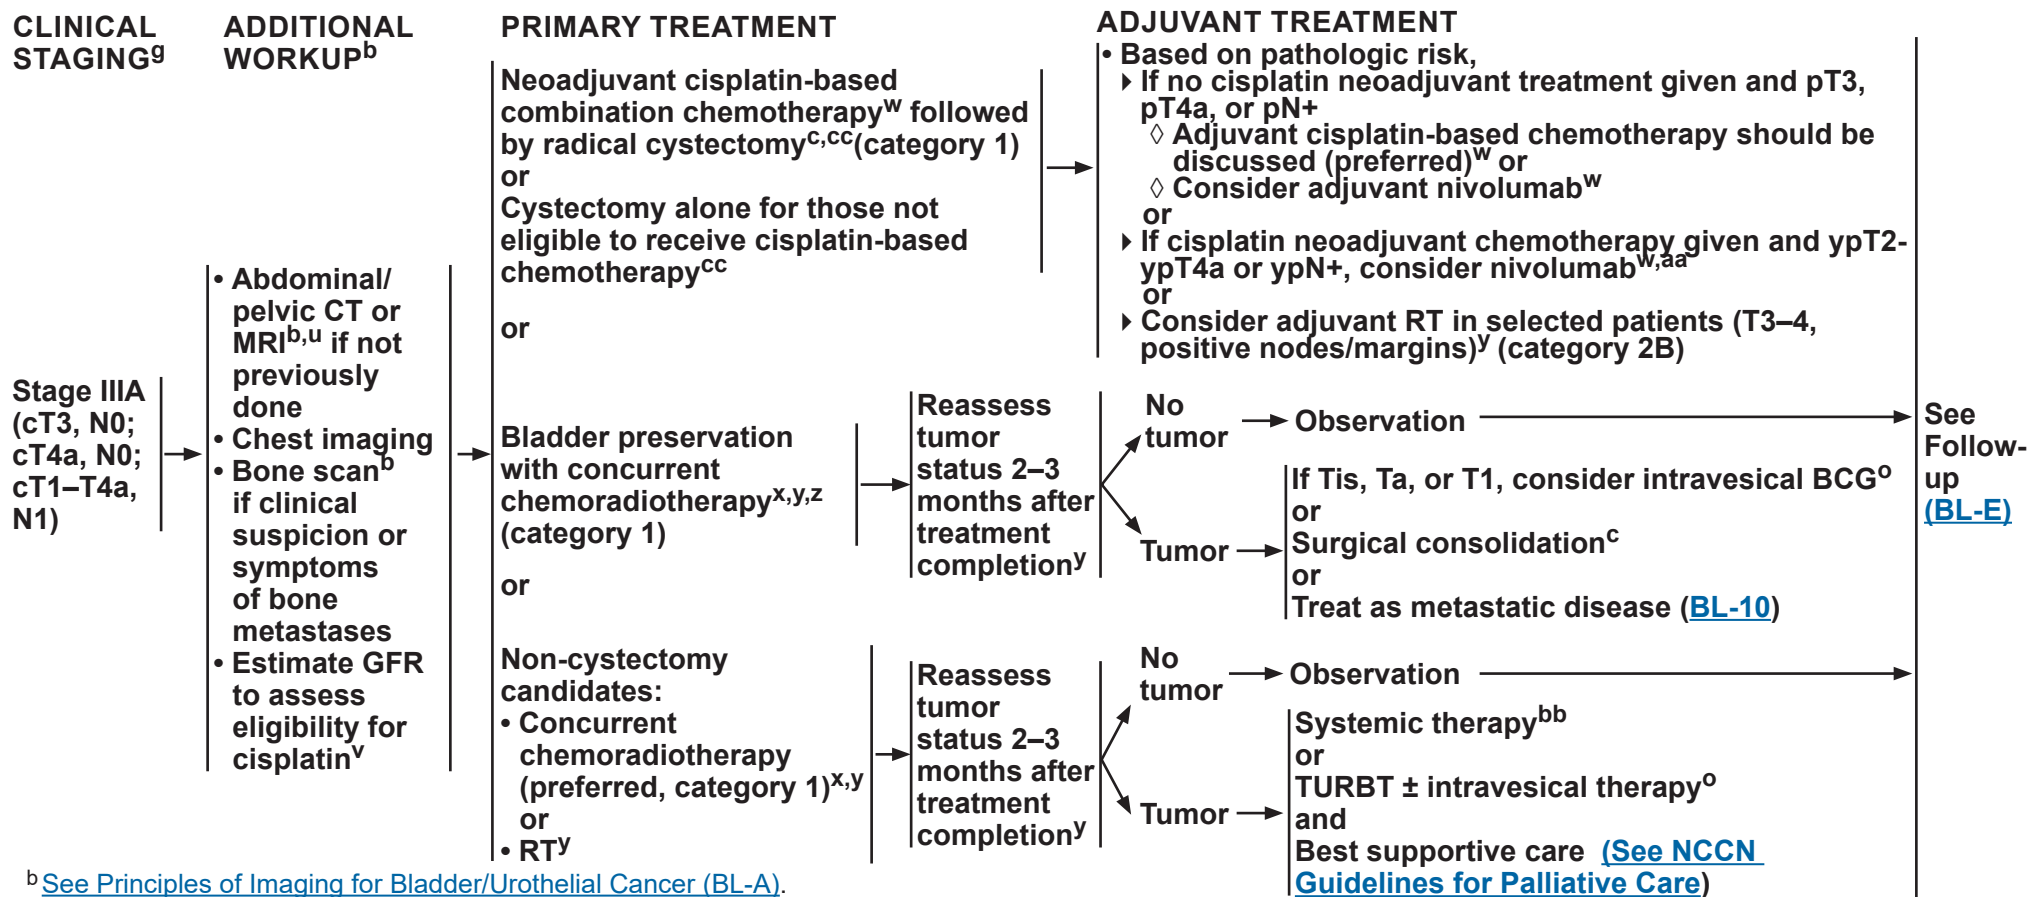 CLINICAL
STAGINGg
ADDITIONAL
WORKUPb
PRIMARY TREATMENT
ADJUVANT TREATMENT
Stage IIIA
(cT3, N0;
cT4a, N0;
cT1–T4a,
N1)
• Abdominal/
pelvic CT or
MRIb,u if not
previously
done
• Chest imaging
• Bone scanb
if clinical
suspicion or
symptoms
of bone
metastases
• Estimate GFR
to assess
eligibility for
cisplatinv
Neoadjuvant cisplatin-based
combination chemotherapyw followed
by radical cystectomyc,cc(category 1)
or
Cystectomy alone for those not
eligible to receive cisplatin-based
chemotherapycc
or
Bladder preservation
with concurrent
chemoradiotherapyx,y,z
(category 1)
or
Non-cystectomy
candidates:
• Concurrent
chemoradiotherapy
(preferred, category 1)x,y
or
• RTy
• Based on pathologic risk,
If no cisplatin neoadjuvant treatment given and pT3,
pT4a, or pN+
◊ Adjuvant cisplatin-based chemotherapy should be
discussed (preferred)w or
◊ Consider adjuvant nivolumabw
or
If cisplatin neoadjuvant chemotherapy given and ypT2-
ypT4a or ypN+, consider nivolumabw,aa
or
Consider adjuvant RT in selected patients (T3–4,
positive nodes/margins)y (category 2B)
Reassess
tumor
status 2–3
months after
treatment
completiony
No
tumor
Observation
Tumor
If Tis, Ta, or T1, consider intravesical BCGo
or
Surgical consolidationc
or
Treat as metastatic disease (BL-10)
Reassess
tumor
status 2–3
months after
treatment
completiony
No
tumor
Observation
Tumor
Systemic therapybb
or
TURBT ± intravesical therapyo
and
Best supportive care (See NCCN
Guidelines for Palliative Care)
See
Follow-
up
(BL-E)
b See Principles of Imaging for Bladder/Urothelial Cancer (BL-A).